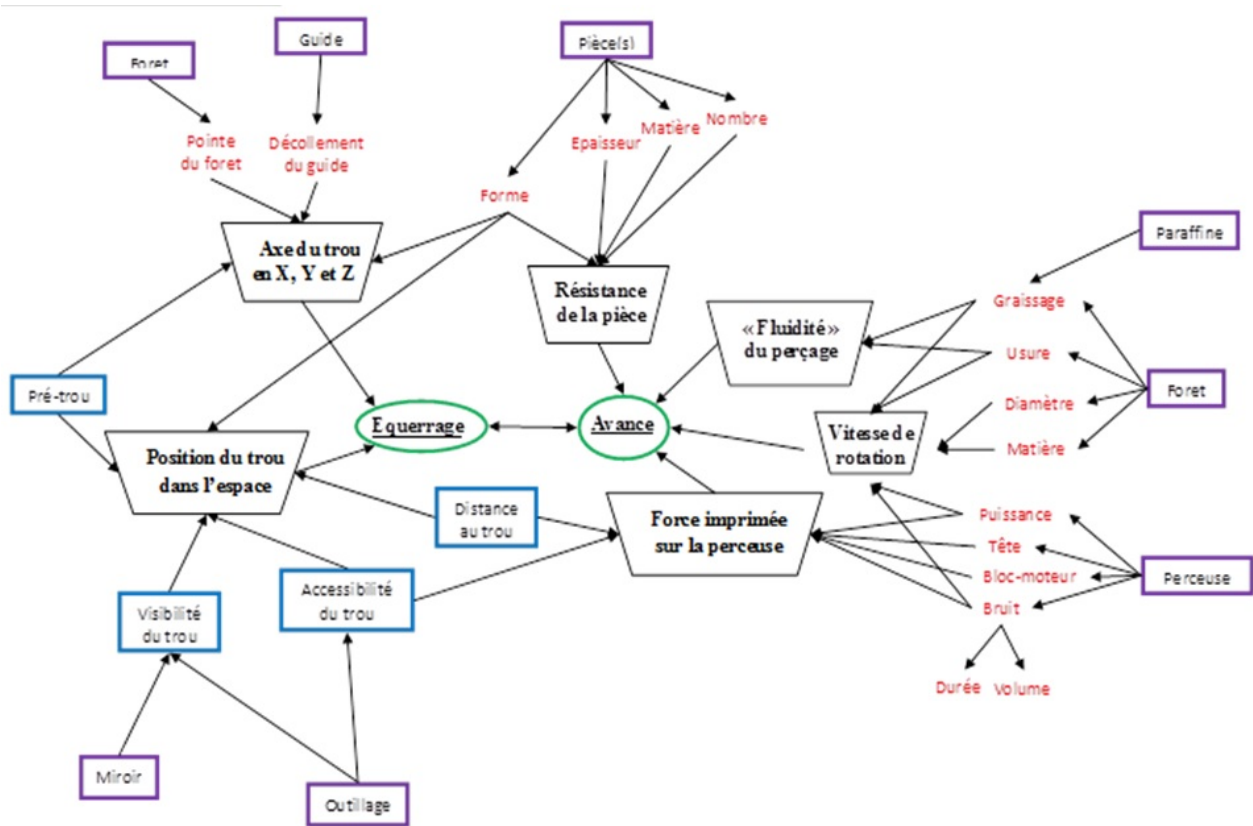 Guide
Pièce(s)
Foret
Pointe
du foret
Décollement
du guide
Epaisseur
Matière
Nombre
Forme
Axe du trou
en X, Y et Z
Résistance
de la pièce
Paraffine
Graissage
« Fluidité »
du perçage
Usure
Foret
Pré-trou
Diamètre
Equerrage
Avance
Vitesse de
rotation
Matière
Position du trou
dans l'espace
Distance
au trou
Force imprimée
sur la perceuse
Puissance
Tête
Bloc-moteur
Perceuse
Bruit
Accessibilité
du trou
Visibilité
du trou
Durée
Volume
Miroir
Outillage